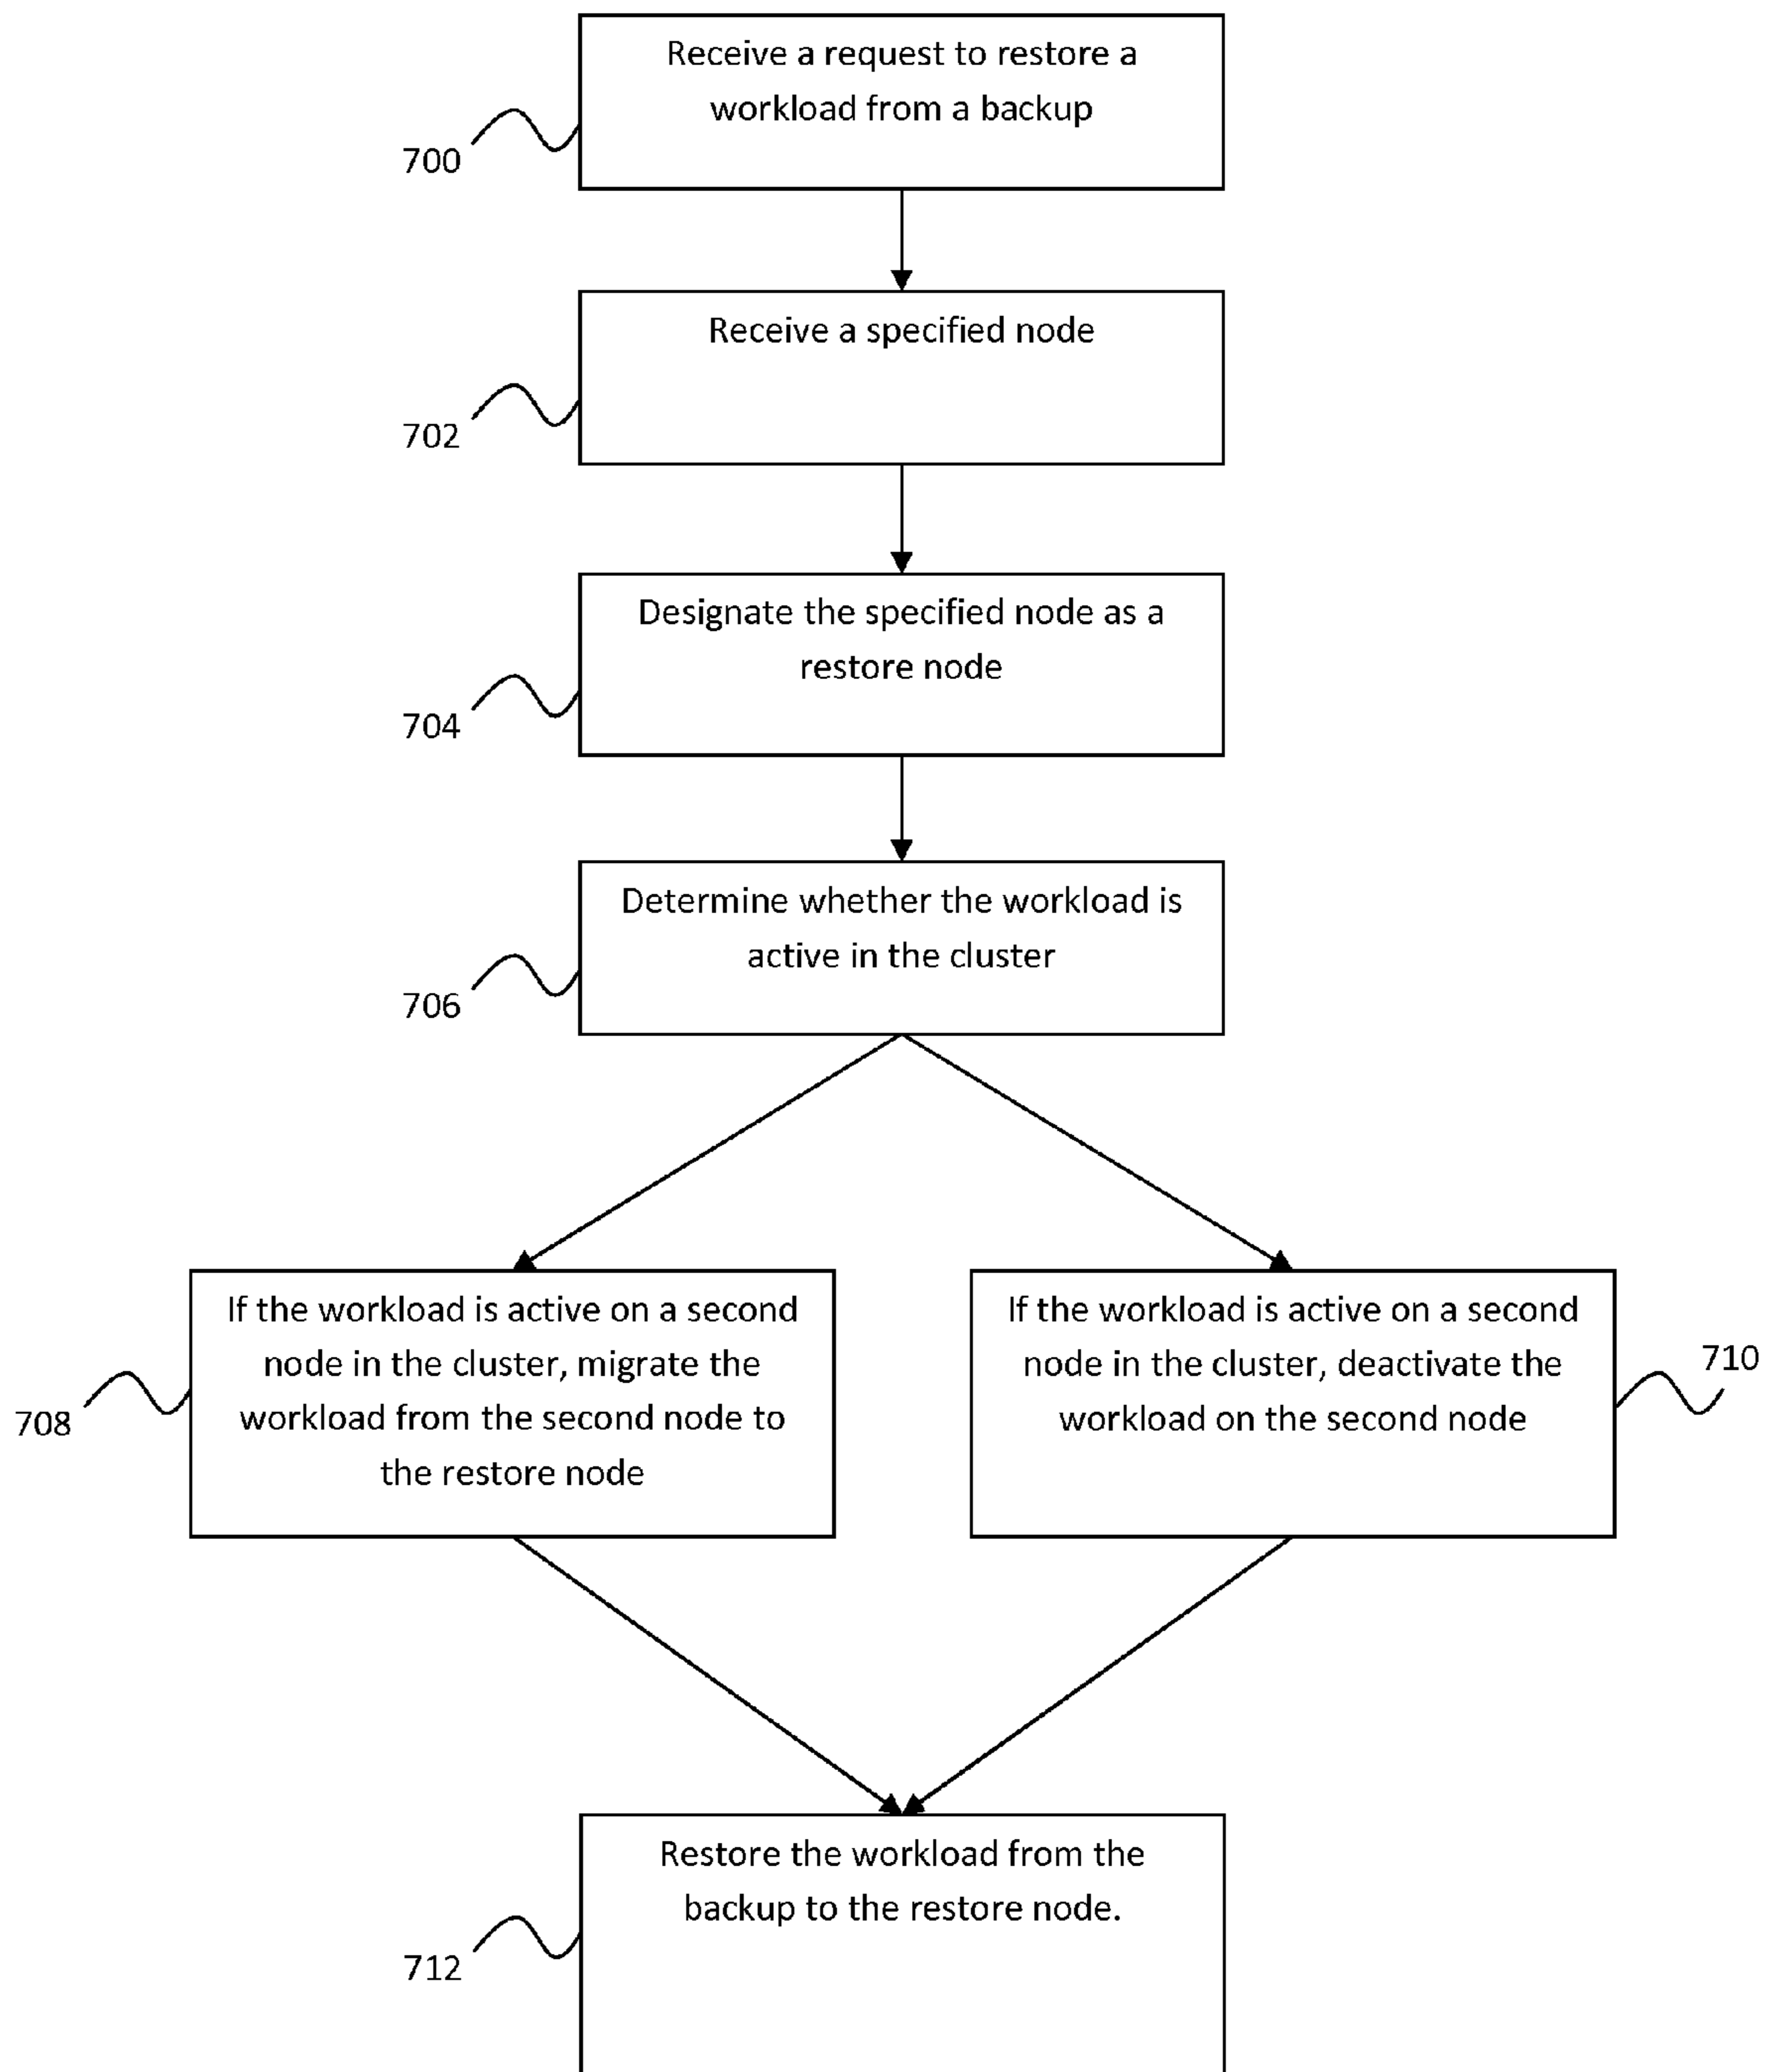 Receive a request to restore a
workload from a backup
700
Receive a specified node
702
Designate the specified node as a
restore node
704
Determine whether the workload is
active in the cluster
706
If the workload is active on a second
node in the cluster, migrate the
workload from the second node to
the restore node
708
If the workload is active on a second
node in the cluster, deactivate the
workload on the second node
710
Restore the workload from the
backup to the restore node.
712